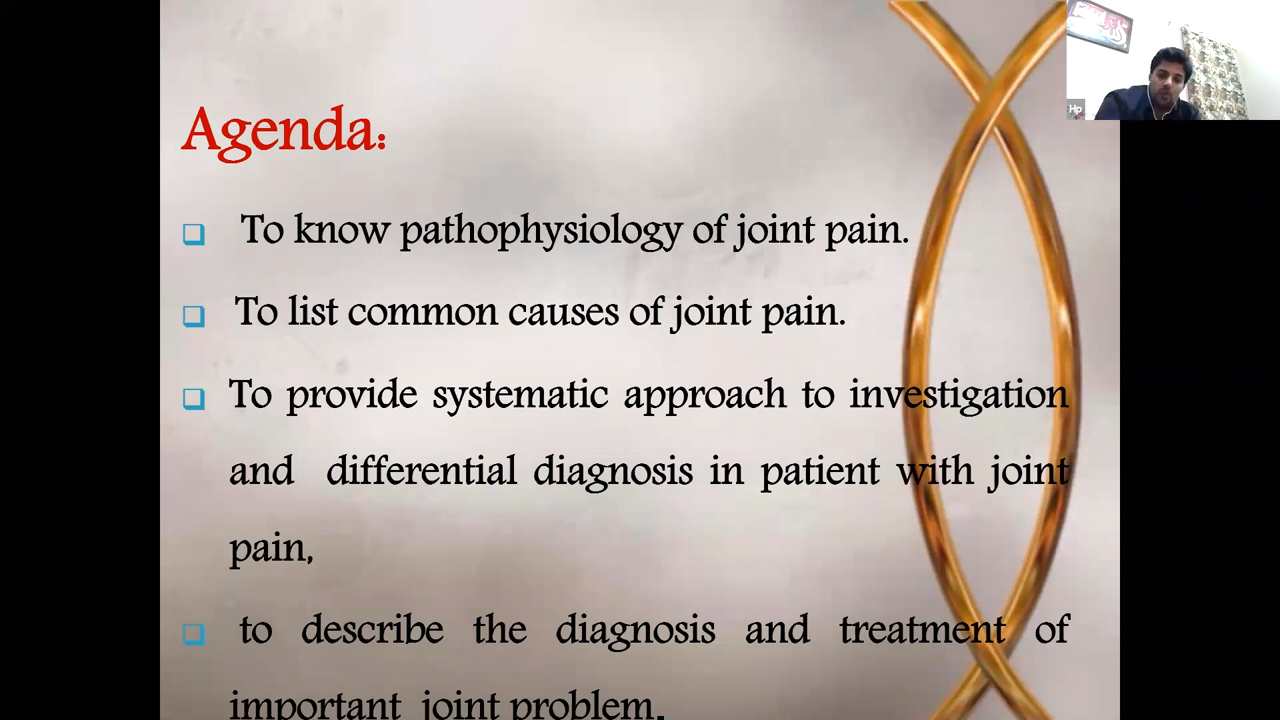 Agenda:
To know pathophysiology of joint pain.
To list common causes of joint pain.
To provide systematic approach to investigation
and differential diagnosis in patient with joint
pain,
to describe the diagnosis and treatment of
important joint problem.
Hp